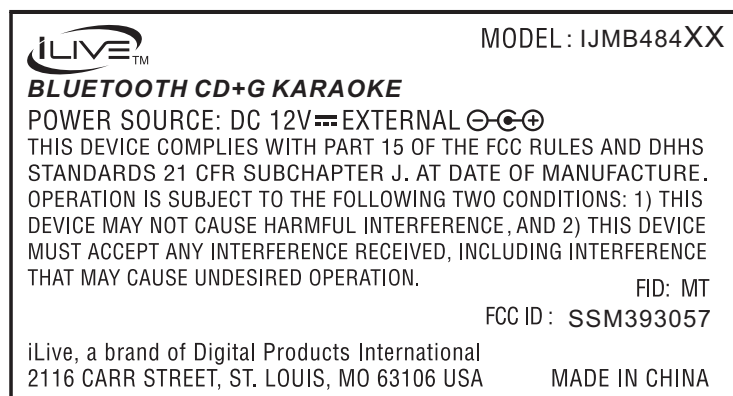 iLIVE TM
MODEL: IJMB484XX
BLUETOOTH CD+G KARAOKE
POWER SOURCE: DC 12V⎓EXTERNAL
THIS DEVICE COMPLIES WITH PART 15 OF THE FCC RULES AND DHHS
STANDARDS 21 CFR SUBCHAPTER J. AT DATE OF MANUFACTURE.
OPERATION IS SUBJECT TO THE FOLLOWING TWO CONDITIONS: 1) THIS
DEVICE MAY NOT CAUSE HARMFUL INTERFERENCE, AND 2) THIS DEVICE
MUST ACCEPT ANY INTERFERENCE RECEIVED, INCLUDING INTERFERENCE
THAT MAY CAUSE UNDESIRED OPERATION.
FID: MT
FCC ID: SSM393057
iLive, a brand of Digital Products International
2116 CARR STREET, ST. LOUIS, MO 63106 USA
MADE IN CHINA